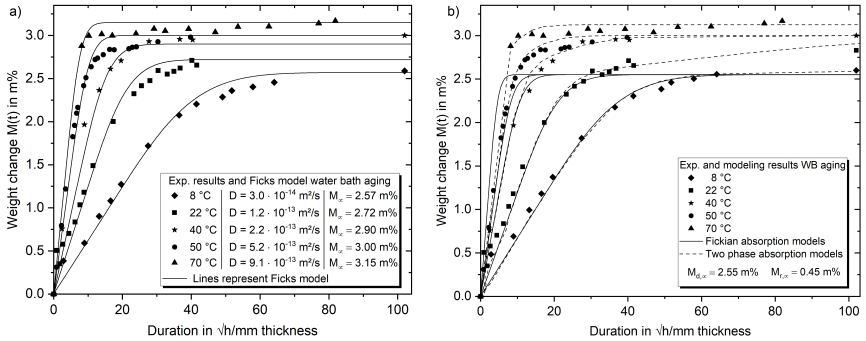 a)
Weight change M(t) in m%
3.0
2.5
2.0
1.5
1.0
0.5
0.0
0
20
40
60
80
100
Duration in √h/mm thickness
Exp. results and Ficks model water bath aging
8 °C D = 3.0 · 10⁻¹⁴ m²/s M∝ = 2.57 m%
22 °C D = 1.2 · 10⁻¹³ m²/s M∝ = 2.72 m%
40 °C D = 2.2 · 10⁻¹³ m²/s M∝ = 2.90 m%
50 °C D = 5.2 · 10⁻¹³ m²/s M∝ = 3.00 m%
70 °C D = 9.1 · 10⁻¹³ m²/s M∝ = 3.15 m%
Lines represent Ficks model
b)
Weight change M(t) in m%
3.0
2.5
2.0
1.5
1.0
0.5
0.0
0
20
40
60
80
100
Duration in √h/mm thickness
Exp. and modeling results WB aging
8 °C
22 °C
40 °C
50 °C
70 °C
Fickian absorption models
Two phase absorption models
Md,∝ = 2.55 m% Mr,∝ = 0.45 m%